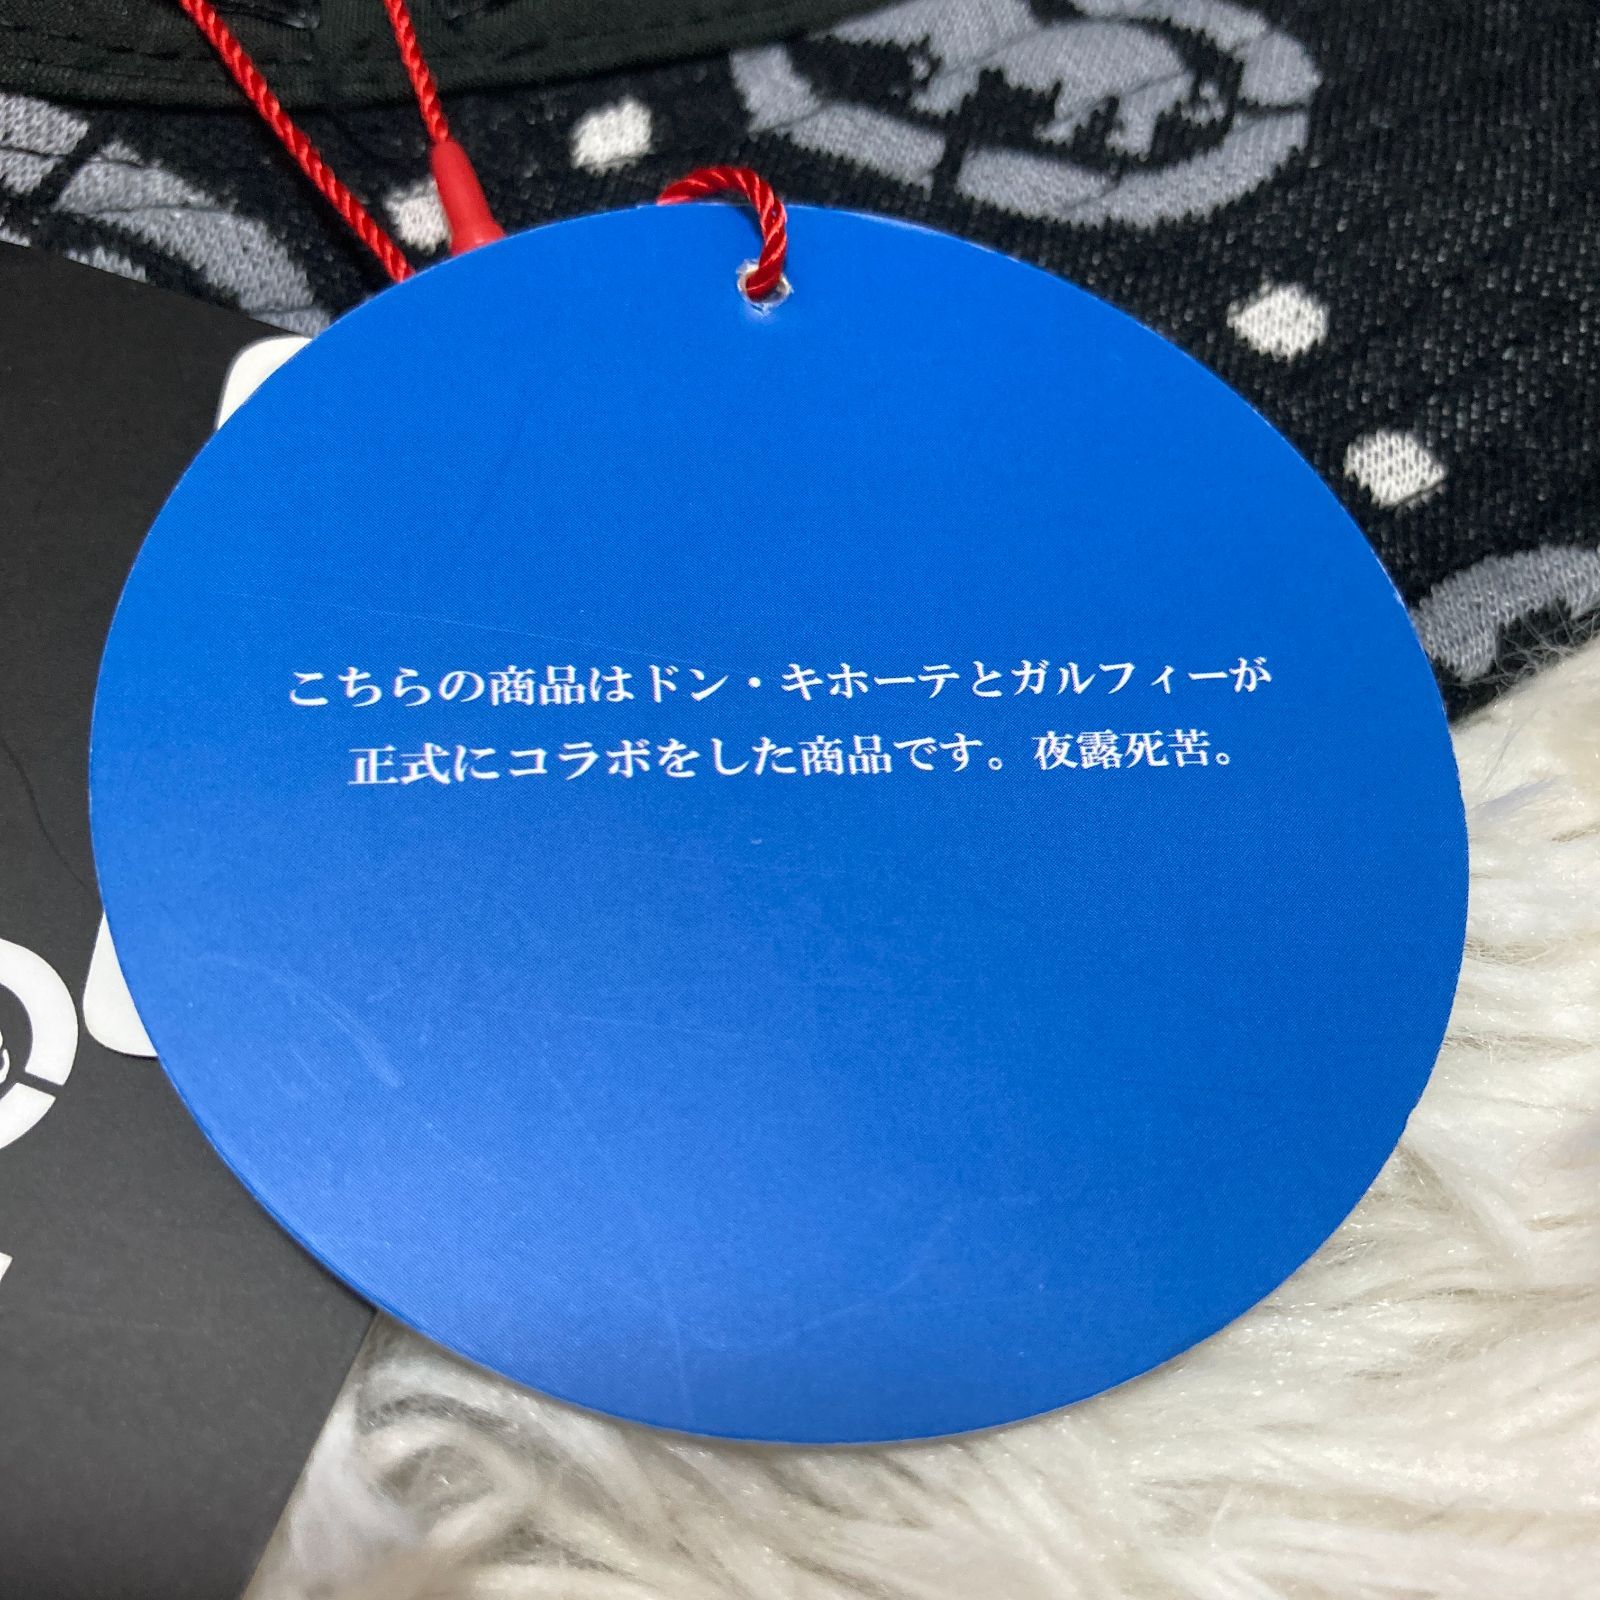 こちらの商品はドン・キホーテとガルフィーが
正式にコラボをした商品です。夜露死苦。